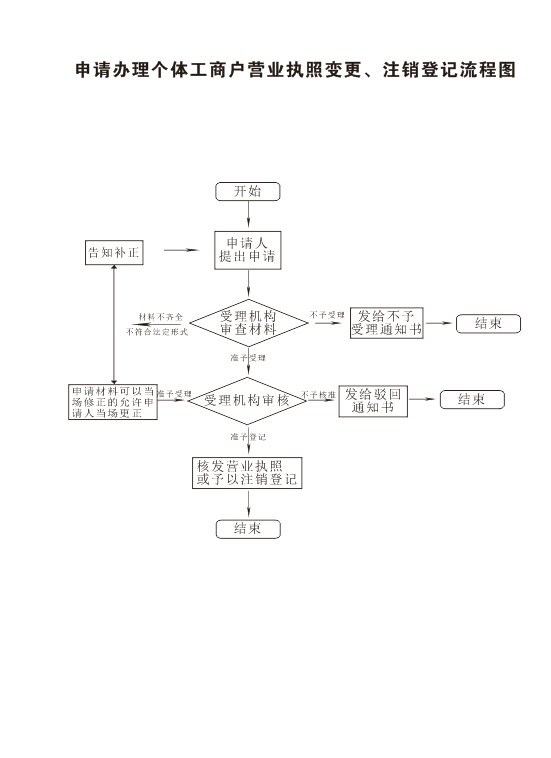 申请办理个体工商户营业执照变更、注销登记流程图
开始
申请人
提出申请
告知补正
受理机构
审查材料
材料不齐全
不符合法定形式
不予受理
发给不予
受理通知书
结束
准予受理
申请材料可以当
场修正的允许申
请人当场更正
准予受理
受理机构审核
不予核准
发给驳回
通知书
结束
准予登记
核发营业执照
或予以注销登记
结束